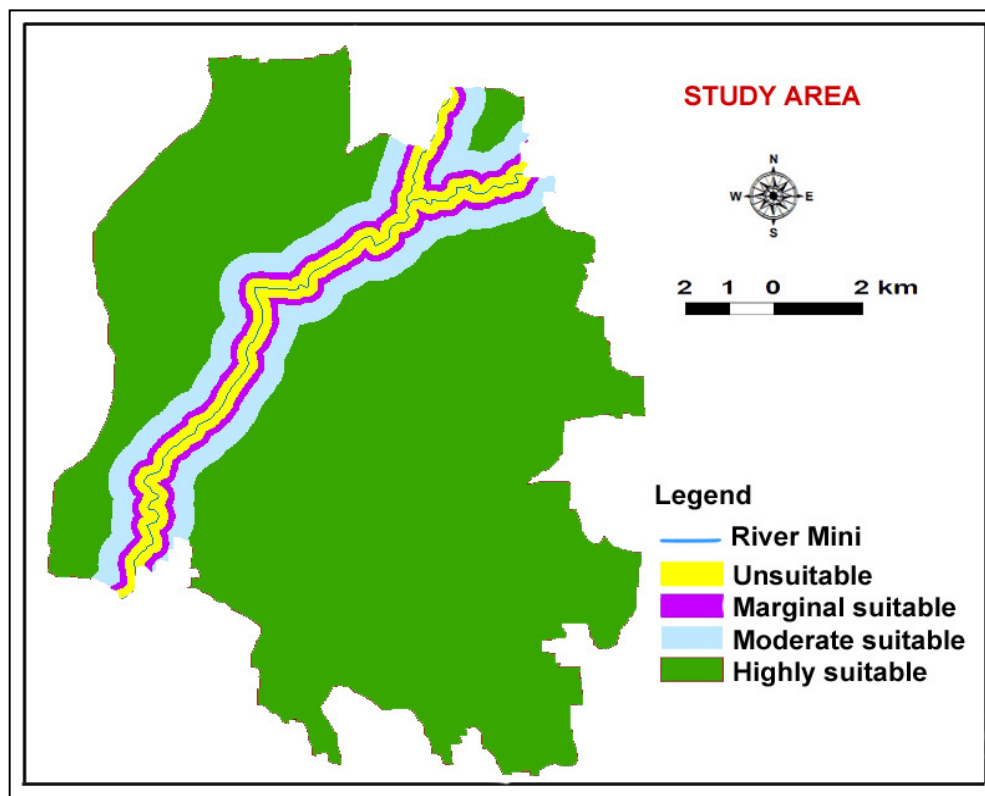 STUDY AREA
N
W E
S
2 1 0 2 km
Legend
River Mini
Unsuitable
Marginal suitable
Moderate suitable
Highly suitable